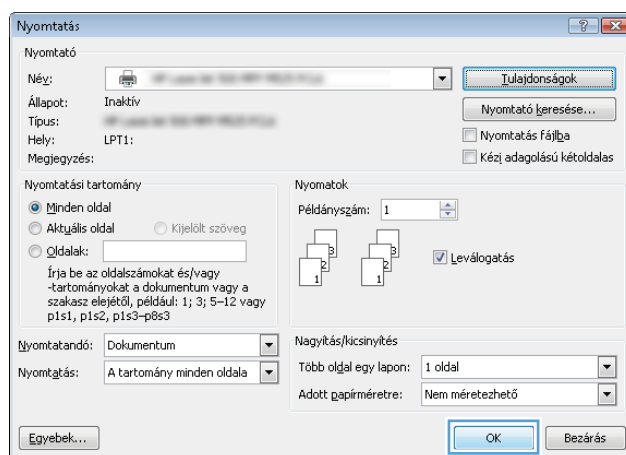 Nyomtatás
Nyomtató
Név:
Tulajdonságok
Állapot: Inaktív
Nyomtató keresése...
Típus:
Nyomtatás fájlba
Hely: LPT1:
Kézi adagolású kétoldalas
Megjegyzés:
Nyomtatási tartomány
Minden oldal
Aktuális oldal Kijelölt szöveg
Oldalak:
Írja be az oldalszámokat és/vagy
-tartományokat a dokumentum vagy a
szakasz elejétől, például: 1; 3; 5–12 vagy
p1s1, p1s2, p1s3–p8s3
Nyomatok
Példányszám: 1
3 3
2 2
1 1
Leválogatás
Nyomtatandó: Dokumentum
Nyomtatás: A tartomány minden oldala
Nagyítás/kicsinyítés
Több oldal egy lapon: 1 oldal
Adott papírméretre: Nem méretezhető
Egyebek...
OK
Bezárás